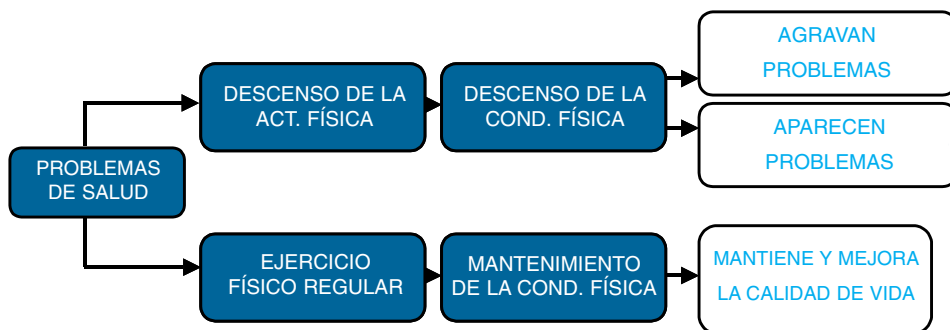 PROBLEMAS
DE SALUD
DESCENSO DE LA
ACT. FÍSICA
DESCENSO DE LA
COND. FÍSICA
AGRAVAN
PROBLEMAS
APARECEN
PROBLEMAS
EJERCICIO
FÍSICO REGULAR
MANTENIMIENTO
DE LA COND. FÍSICA
MANTIENE Y MEJORA
LA CALIDAD DE VIDA